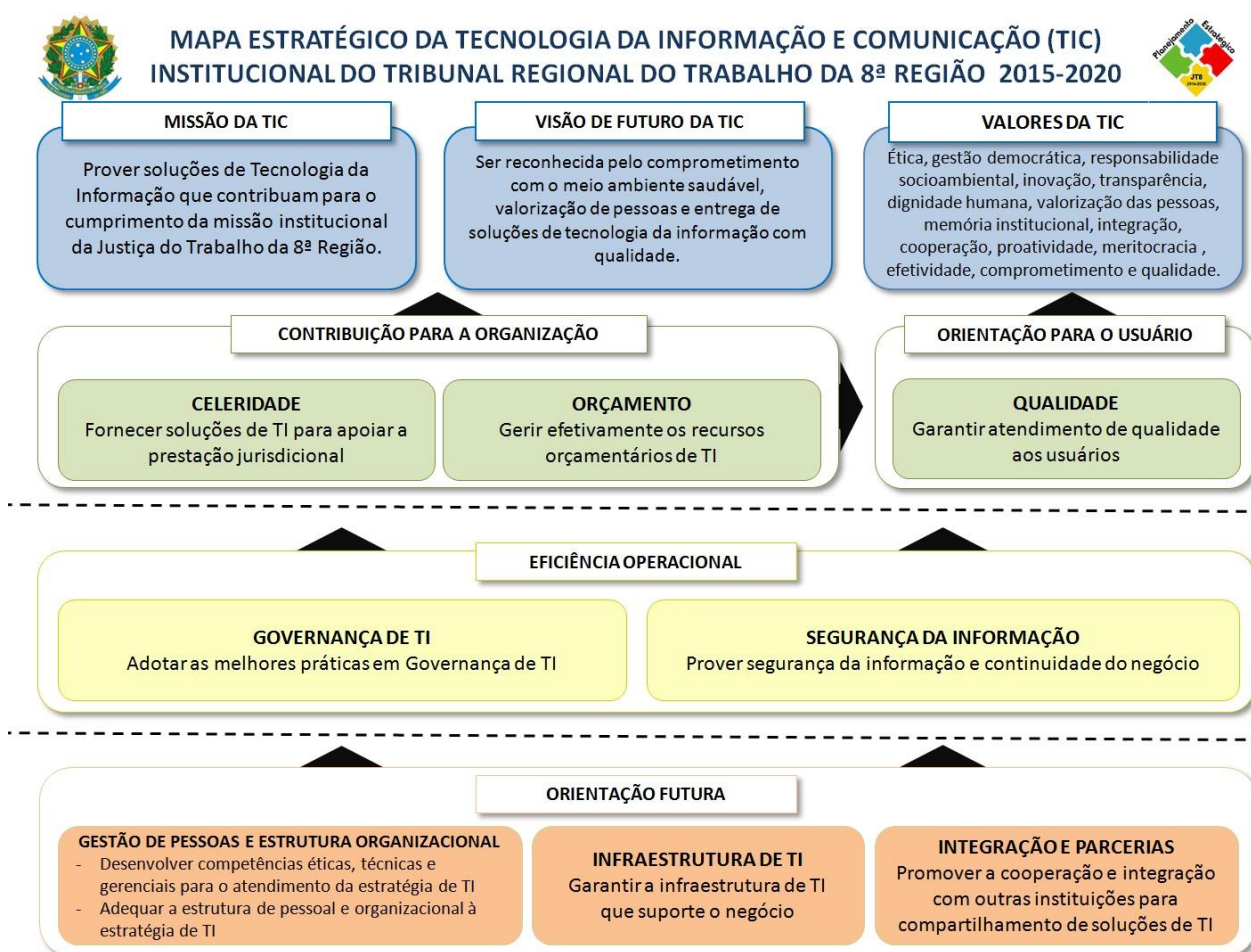 MAPA ESTRATÉGICO DA TECNOLOGIA DA INFORMAÇÃO E COMUNICAÇÃO (TIC)
INSTITUCIONAL DO TRIBUNAL REGIONAL DO TRABALHO DA 8ª REGIÃO 2015-2020
Planejamento Estratégico
JT8
2014-2020
MISSÃO DA TIC
Prover soluções de Tecnologia da
Informação que contribuam para o
cumprimento da missão institucional
da Justiça do Trabalho da 8ª Região.
VISÃO DE FUTURO DA TIC
Ser reconhecida pelo comprometimento
com o meio ambiente saudável,
valorização de pessoas e entrega de
soluções de tecnologia da informação com
qualidade.
VALORES DA TIC
Ética, gestão democrática, responsabilidade
socioambiental, inovação, transparência,
dignidade humana, valorização das pessoas,
memória institucional, integração,
cooperação, proatividade, meritocracia ,
efetividade, comprometimento e qualidade.
CONTRIBUIÇÃO PARA A ORGANIZAÇÃO
CELERIDADE
Fornecer soluções de TI para apoiar a
prestação jurisdicional
ORÇAMENTO
Gerir efetivamente os recursos
orçamentários de TI
ORIENTAÇÃO PARA O USUÁRIO
QUALIDADE
Garantir atendimento de qualidade
aos usuários
EFICIÊNCIA OPERACIONAL
GOVERNANÇA DE TI
Adotar as melhores práticas em Governança de TI
SEGURANÇA DA INFORMAÇÃO
Prover segurança da informação e continuidade do negócio
ORIENTAÇÃO FUTURA
GESTÃO DE PESSOAS E ESTRUTURA ORGANIZACIONAL
- Desenvolver competências éticas, técnicas e
gerenciais para o atendimento da estratégia de TI
- Adequar a estrutura de pessoal e organizacional à
estratégia de TI
INFRAESTRUTURA DE TI
Garantir a infraestrutura de TI
que suporte o negócio
INTEGRAÇÃO E PARCERIAS
Promover a cooperação e integração
com outras instituições para
compartilhamento de soluções de TI